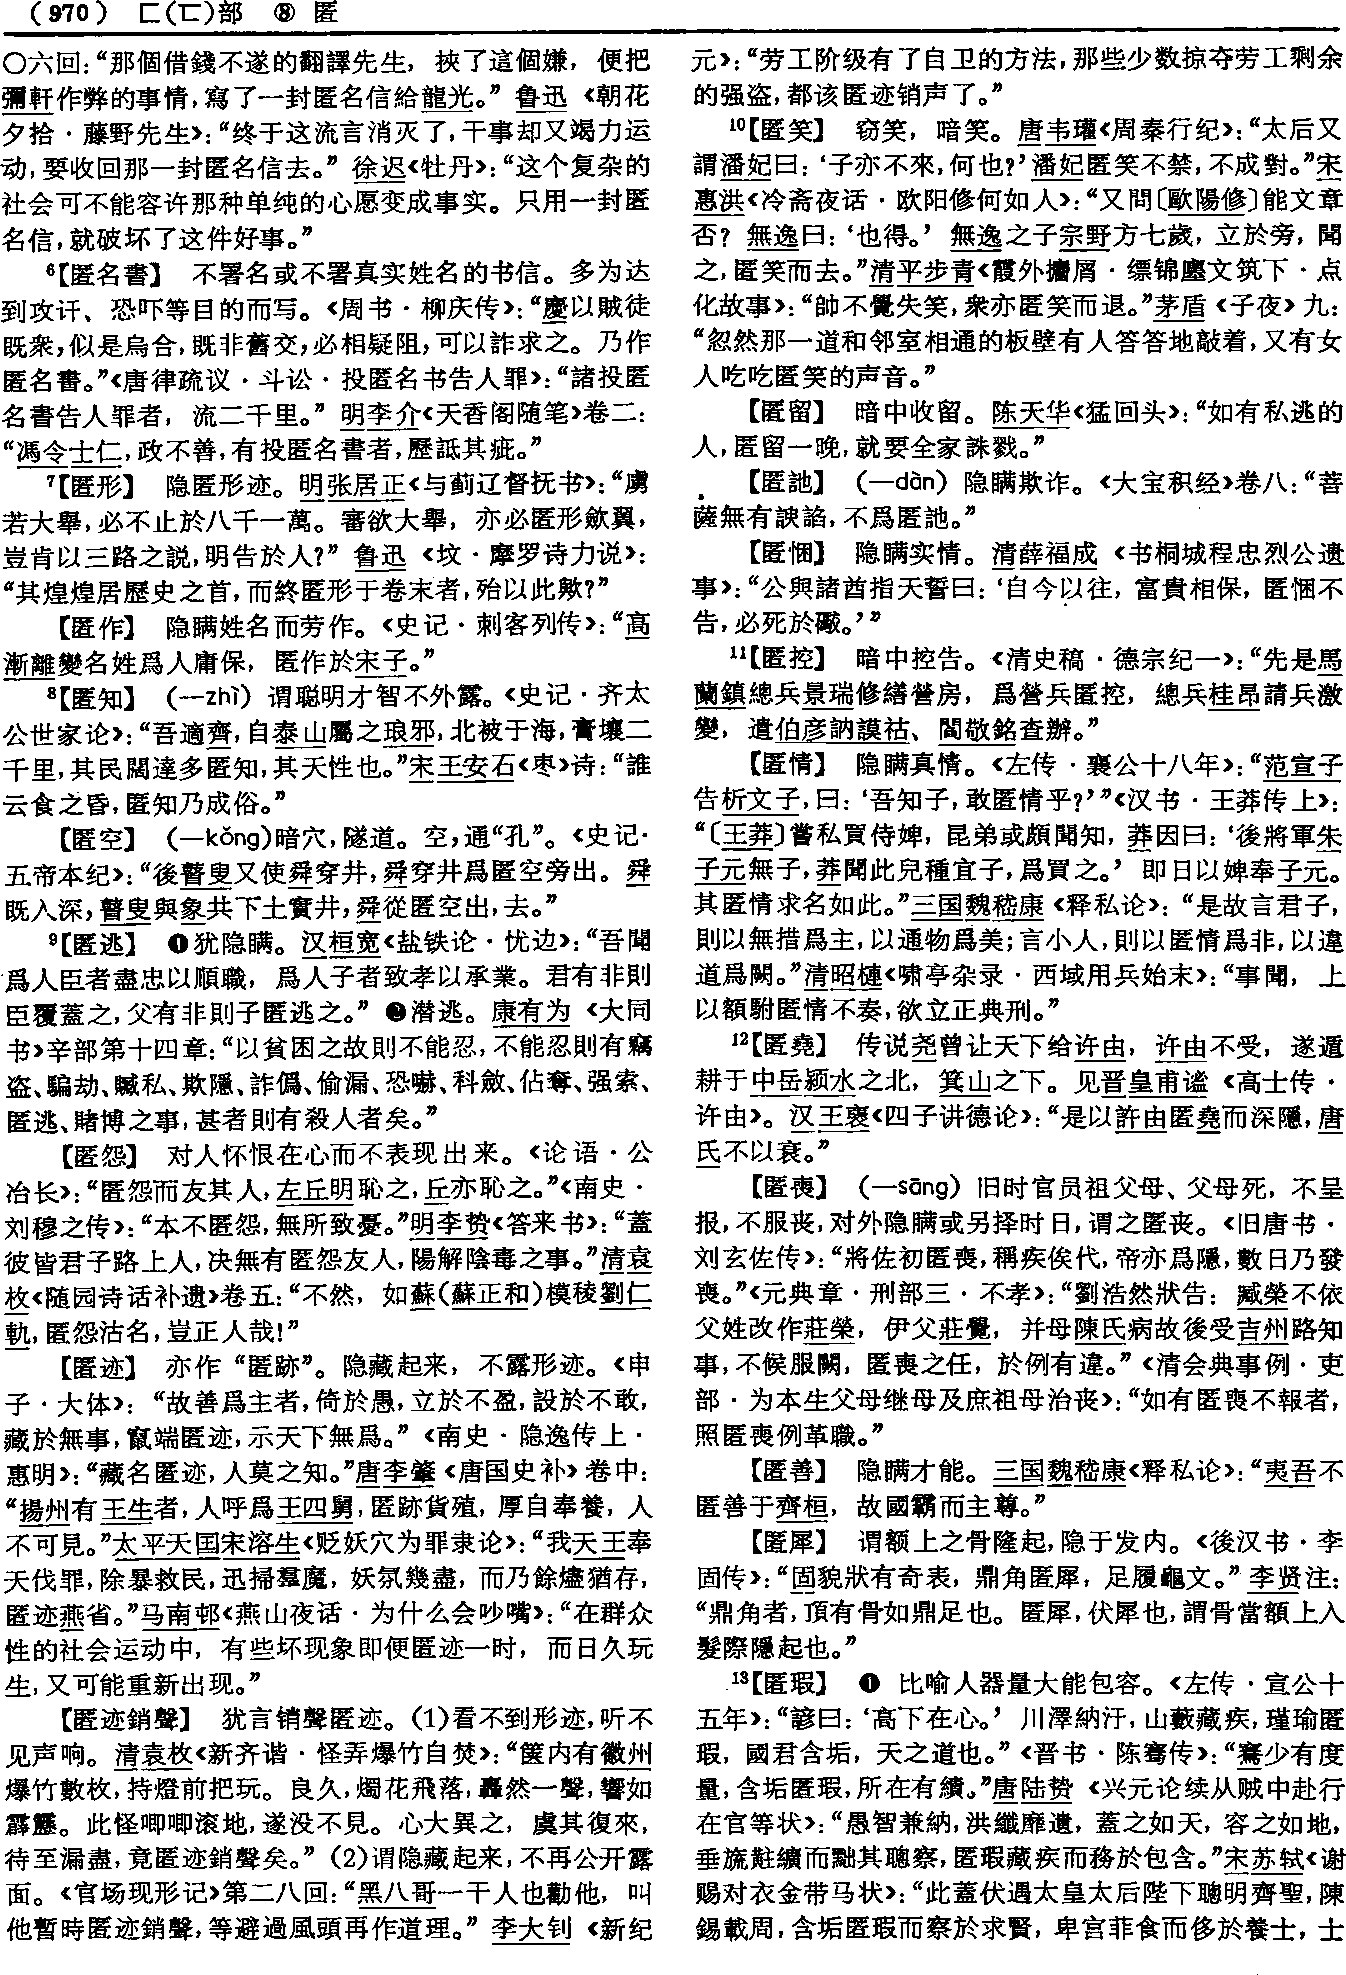 (970) 匚(匸)部 ⑧ 匿
〇六回：“那個借錢不遂的翻譯先生，挾了這個嫌，便把
彌軒作弊的事情，寫了一封匿名信給龍光。”鲁迅《朝花
夕拾·藤野先生》：“终于这流言消灭了，干事却又竭力运
动，要收回那一封匿名信去。”徐迟《牡丹》：“这个复杂的
社会可不能容许那种单纯的心愿变成事实。只用一封匿
名信，就破坏了这件好事。”
⁶【匿名書】 不署名或不署真实姓名的书信。多为达
到攻讦、恐吓等目的而写。《周书·柳庆传》：“慶以賊徒
既衆，似是烏合，既非舊交，必相疑阻，可以詐求之。乃作
匿名書。”《唐律疏议·斗讼·投匿名书告人罪》：“諸投匿
名書告人罪者，流二千里。”明李介《天香阁随笔》卷二：
“馮令士仁，政不善，有投匿名書者，歷詆其疵。”
⁷【匿形】 隐匿形迹。明张居正《与蓟辽督抚书》：“虜
若大舉，必不止於八千一萬。審欲大舉，亦必匿形斂翼，
豈肯以三路之説，明告於人？”鲁迅《坟·摩罗诗力说》：
“其煌煌居歷史之首，而終匿形于卷末者，殆以此歟？”
【匿作】 隐瞒姓名而劳作。《史记·刺客列传》：“高
漸離變名姓爲人庸保，匿作於宋子。”
⁸【匿知】 (—zhì) 谓聪明才智不外露。《史记·齐太
公世家论》：“吾適齊，自泰山屬之琅邪，北被于海，膏壤二
千里，其民闊達多匿知，其天性也。”宋王安石《枣》诗：“誰
云食之昏，匿知乃成俗。”
【匿空】 (—kǒng)暗穴，隧道。空，通“孔”。《史记·
五帝本纪》：“後瞽叟又使舜穿井，舜穿井爲匿空旁出。舜
既入深，瞽叟與象共下土實井，舜從匿空出，去。”
⁹【匿逃】 ❶犹隐瞒。汉桓宽《盐铁论·忧边》：“吾聞
爲人臣者盡忠以順職，爲人子者致孝以承業。君有非則
臣覆蓋之，父有非則子匿逃之。”❷潜逃。康有为《大同
书》辛部第十四章：“以貧困之故則不能忍，不能忍則有竊
盗、騙劫、贓私、欺隱、詐僞、偷漏、恐嚇、科斂、佔奪、强索、
匿逃、賭博之事，甚者則有殺人者矣。”
【匿怨】 对人怀恨在心而不表现出来。《论语·公
冶长》：“匿怨而友其人，左丘明恥之，丘亦恥之。”《南史·
刘穆之传》：“本不匿怨，無所致憂。”明李贽《答来书》：“蓋
彼皆君子路上人，决無有匿怨友人，陽解陰毒之事。”清袁
枚《随园诗话补遗》卷五：“不然，如蘇(蘇正和)模稜劉仁
軌，匿怨沽名，豈正人哉！”
【匿迹】 亦作“匿跡”。隐藏起来，不露形迹。《申
子·大体》：“故善爲主者，倚於愚，立於不盈，設於不敢，
藏於無事，竄端匿迹，示天下無爲。”《南史·隐逸传上·
惠明》：“藏名匿迹，人莫之知。”唐李肇《唐国史补》卷中：
“揚州有王生者，人呼爲王四舅，匿跡貨殖，厚自奉養，人
不可見。”太平天囯宋溶生《贬妖穴为罪隶论》：“我天王奉
天伐罪，除暴救民，迅掃羣魔，妖氛幾盡，而乃餘燼猶存，
匿迹燕省。”马南邨《燕山夜话·为什么会吵嘴》：“在群众
性的社会运动中，有些坏现象即便匿迹一时，而日久玩
生，又可能重新出现。”
【匿迹銷聲】 犹言销聲匿迹。(1)看不到形迹，听不
见声响。清袁枚《新齐谐·怪弄爆竹自焚》：“篋内有徽州
爆竹數枚，持燈前把玩。良久，燭花飛落，轟然一聲，響如
霹靂。此怪唧唧滚地，遂没不見。心大異之，虞其復來，
待至漏盡，竟匿迹銷聲矣。”(2)谓隐藏起来，不再公开露
面。《官场现形记》第二八回：“黑八哥一干人也勸他，叫
他暫時匿迹銷聲，等避過風頭再作道理。”李大钊《新纪
元》：“劳工阶级有了自卫的方法，那些少数掠夺劳工剩余
的强盗，都该匿迹销声了。”
¹⁰【匿笑】 窃笑，暗笑。唐韦瓘《周秦行纪》：“太后又
謂潘妃曰：‘子亦不來，何也？’潘妃匿笑不禁，不成對。”宋
惠洪《冷斋夜话·欧阳修何如人》：“又問〔歐陽修〕能文章
否？無逸曰：‘也得。’無逸之子宗野方七歲，立於旁，聞
之，匿笑而去。”清平步青《霞外攟屑·缥锦廛文筑下·点
化故事》：“帥不覺失笑，衆亦匿笑而退。”茅盾《子夜》九：
“忽然那一道和邻室相通的板壁有人答答地敲着，又有女
人吃吃匿笑的声音。”
【匿留】 暗中收留。陈天华《猛回头》：“如有私逃的
人，匿留一晚，就要全家誅戮。”
【匿訑】 (—dàn) 隐瞒欺诈。《大宝积经》卷八：“菩
薩無有諛諂，不爲匿訑。”
【匿悃】 隐瞒实情。清薛福成《书桐城程忠烈公遗
事》：“公與諸酋指天誓曰：‘自今以往，富貴相保，匿悃不
告，必死於礮。’”
¹¹【匿控】 暗中控告。《清史稿·德宗纪一》：“先是馬
蘭鎮總兵景瑞修繕營房，爲營兵匿控，總兵桂昂請兵激
變，遣伯彦訥謨祜、閻敬銘查辦。”
【匿情】 隐瞒真情。《左传·襄公十八年》：“范宣子
告析文子，曰：‘吾知子，敢匿情乎？’”《汉书·王莽传上》：
“〔王莽〕嘗私買侍婢，昆弟或頗聞知，莽因曰：‘後將軍朱
子元無子，莽聞此兒種宜子，爲買之。’即日以婢奉子元。
其匿情求名如此。”三国魏嵇康《释私论》：“是故言君子，
則以無措爲主，以通物爲美；言小人，則以匿情爲非，以違
道爲闕。”清昭槤《啸亭杂录·西域用兵始末》：“事聞，上
以額駙匿情不奏，欲立正典刑。”
¹²【匿堯】 传说尧曾让天下给许由，许由不受，遂遁
耕于中岳颍水之北，箕山之下。见晋皇甫谧《高士传·
许由》。汉王褒《四子讲德论》：“是以許由匿堯而深隱，唐
氏不以衰。”
【匿喪】 (—sāng) 旧时官员祖父母、父母死，不呈
报，不服丧，对外隐瞒或另择时日，谓之匿丧。《旧唐书·
刘玄佐传》：“將佐初匿喪，稱疾俟代，帝亦爲隱，數日乃發
喪。”《元典章·刑部三·不孝》：“劉浩然狀告：臧榮不依
父姓改作莊榮，伊父莊覺，并母陳氏病故後受吉州路知
事，不候服闋，匿喪之任，於例有違。”《清会典事例·吏
部·为本生父母继母及庶祖母治丧》：“如有匿喪不報者，
照匿喪例革職。”
【匿善】 隐瞒才能。三国魏嵇康《释私论》：“夷吾不
匿善于齊桓，故國霸而主尊。”
【匿犀】 谓额上之骨隆起，隐于发内。《後汉书·李
固传》：“固貌狀有奇表，鼎角匿犀，足履龜文。”李贤注：
“鼎角者，頂有骨如鼎足也。匿犀，伏犀也，謂骨當額上入
髮際隱起也。”
¹³【匿瑕】 ❶ 比喻人器量大能包容。《左传·宣公十
五年》：“諺曰：‘高下在心。’川澤納汙，山藪藏疾，瑾瑜匿
瑕，國君含垢，天之道也。”《晋书·陈骞传》：“騫少有度
量，含垢匿瑕，所在有績。”唐陆贽《兴元论续从贼中赴行
在官等状》：“愚智兼納，洪纖靡遺，蓋之如天，容之如地，
垂旒黈纊而黜其聰察，匿瑕藏疾而務於包含。”宋苏轼《谢
赐对衣金带马状》：“此蓋伏遇太皇太后陛下聰明齊聖，陳
錫載周，含垢匿瑕而察於求賢，卑宫菲食而侈於養士，士